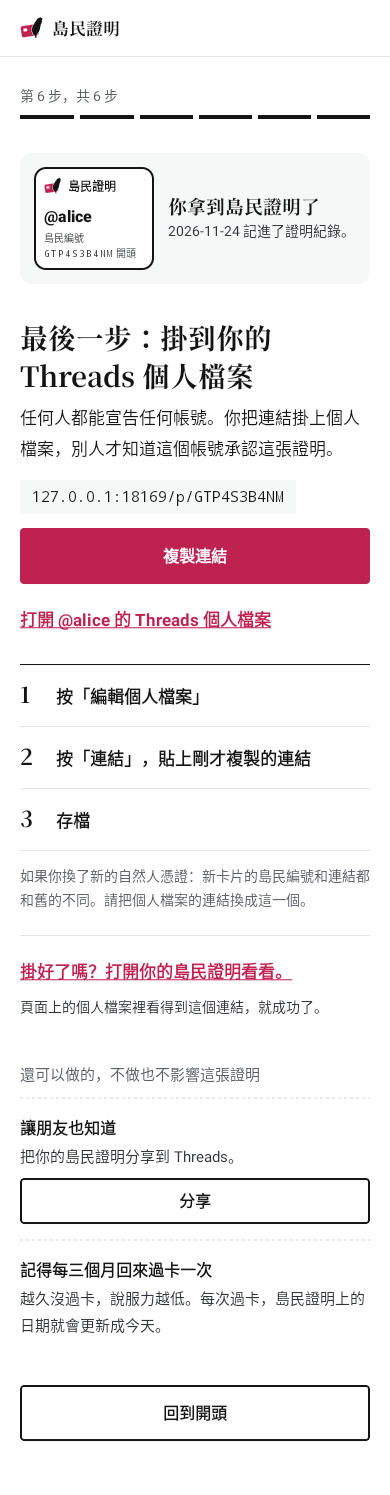 島民證明
第 6 步，共 6 步
島民證明
@alice
島民編號
GTP4S3B4NM 開頭
你拿到島民證明了
2026-11-24 記進了證明紀錄。
最後一步：掛到你的
Threads 個人檔案
任何人都能宣告任何帳號。你把連結掛上個人
檔案，別人才知道這個帳號承認這張證明。
127.0.0.1:18169/p/GTP4S3B4NM
複製連結
打開 @alice 的 Threads 個人檔案
1 按「編輯個人檔案」
2 按「連結」，貼上剛才複製的連結
3 存檔
如果你換了新的自然人憑證：新卡片的島民編號和連結都
和舊的不同。請把個人檔案的連結換成這一個。
掛好了嗎？打開你的島民證明看看。
頁面上的個人檔案裡看得到這個連結，就成功了。
還可以做的，不做也不影響這張證明
讓朋友也知道
把你的島民證明分享到 Threads。
分享
記得每三個月回來過卡一次
越久沒過卡，說服力越低。每次過卡，島民證明上的
日期就會更新成今天。
回到開頭